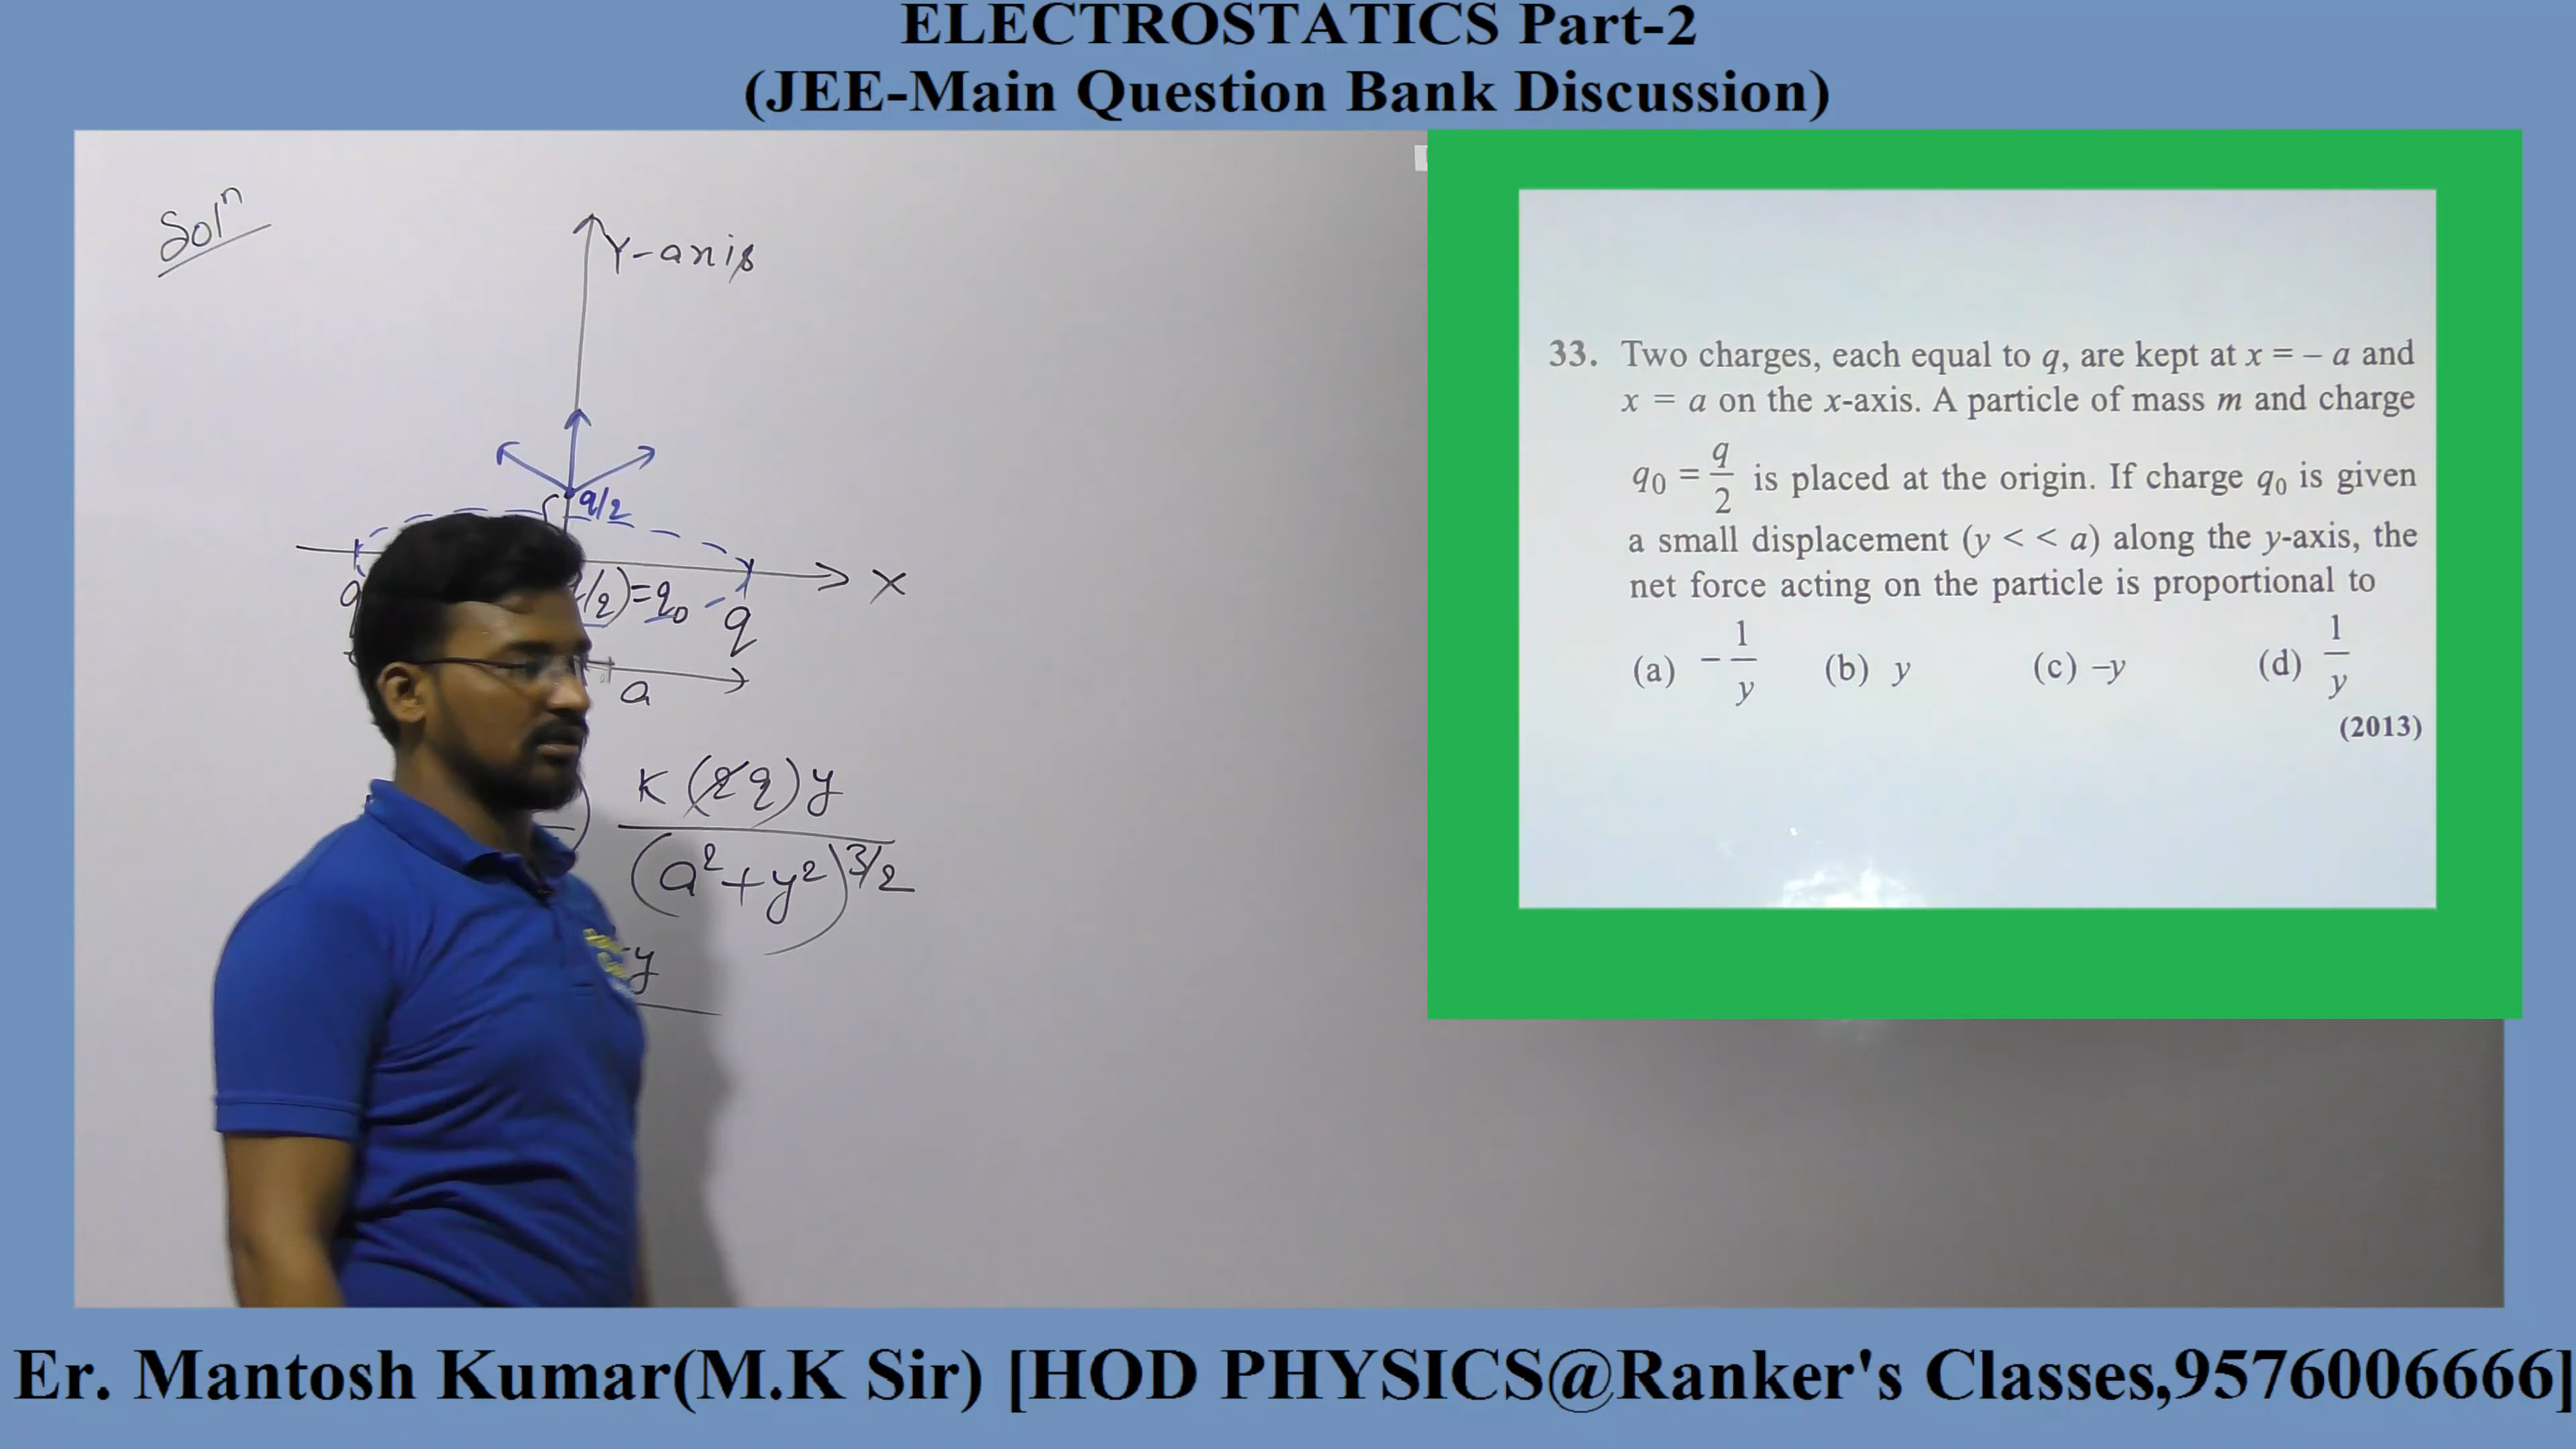 ELECTROSTATICS Part-2
(JEE-Main Question Bank Discussion)
Solⁿ
Y-axis
q/2
X
q
/2)=q₀
q
a
K(2q)y
(a²+y²)^3/2
y
33. Two charges, each equal to q, are kept at x = – a and
x = a on the x-axis. A particle of mass m and charge
q₀ = q/2 is placed at the origin. If charge q₀ is given
a small displacement (y < < a) along the y-axis, the
net force acting on the particle is proportional to
(a) –1/y (b) y (c) –y (d) 1/y
(2013)
Er. Mantosh Kumar(M.K Sir) [HOD PHYSICS@Ranker's Classes,9576006666]